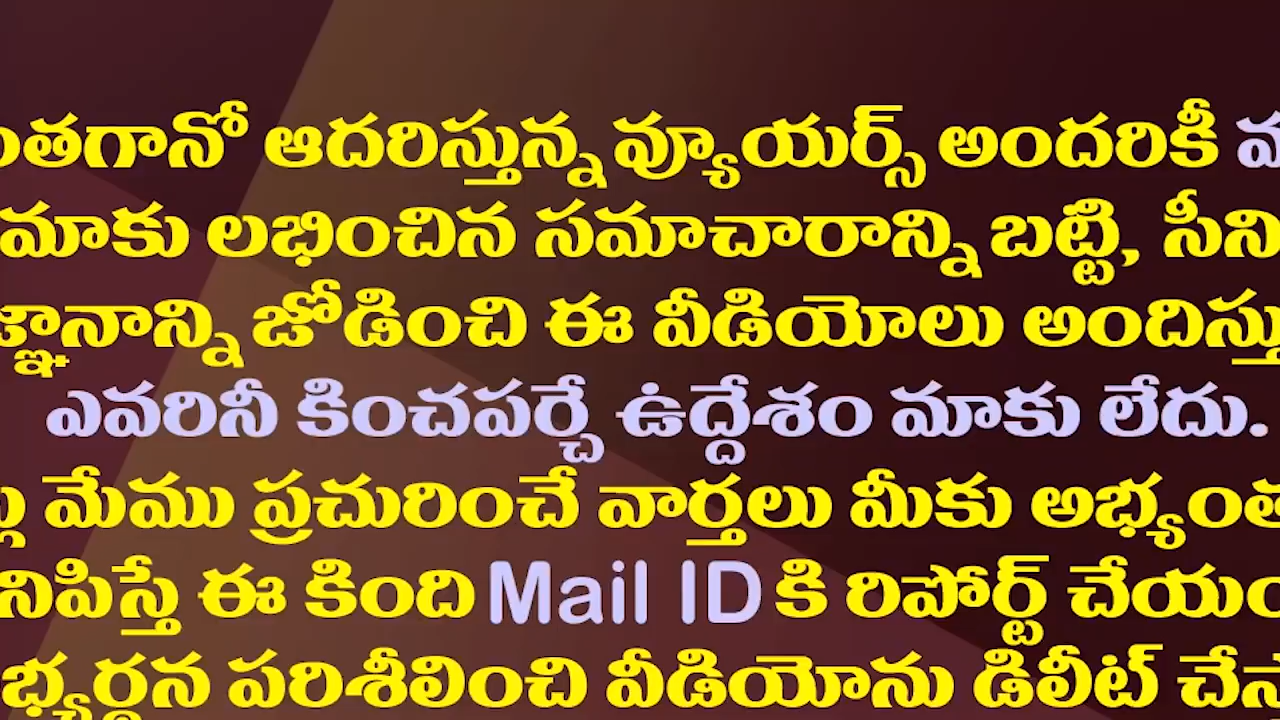 ంతగానో ఆదరిస్తున్న వ్యూయర్స్ అందరికీ
మాకు లభించిన సమాచారాన్ని బట్టి, సీని
జ్ఞానాన్ని జోడించి ఈ వీడియోలు అందిస్తు
ఎవరినీ కించపర్చే ఉద్దేశం మాకు లేదు.
మేము ప్రచురించే వార్తలు మీకు అభ్యంత
నిపిస్తే ఈ కింది Mail ID కి రిపోర్ట్ చేయం
భ్యర్థన పరిశీలించి వీడియోను డిలీట్ చేస